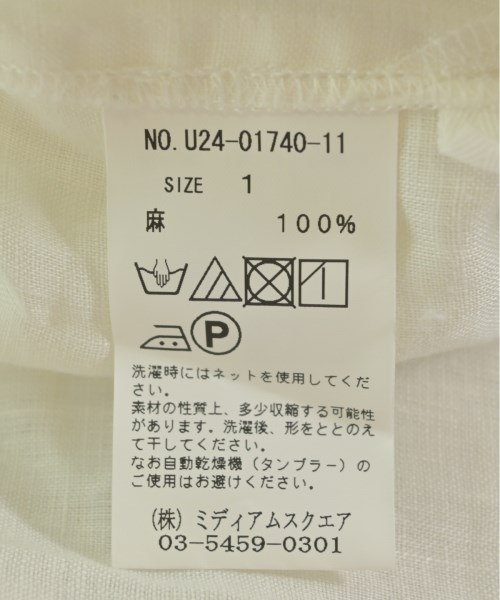 NO. U24-01740-11
SIZE 1
麻 100%
P
洗濯時にはネットを使用してくだ
さい。
素材の性質上、多少収縮する可能性
があります。洗濯後、形をととのえ
て干してください。
なお自動乾燥機（タンブラー）の
ご使用はお避けください。
(株) ミディアムスクエア
03-5459-0301